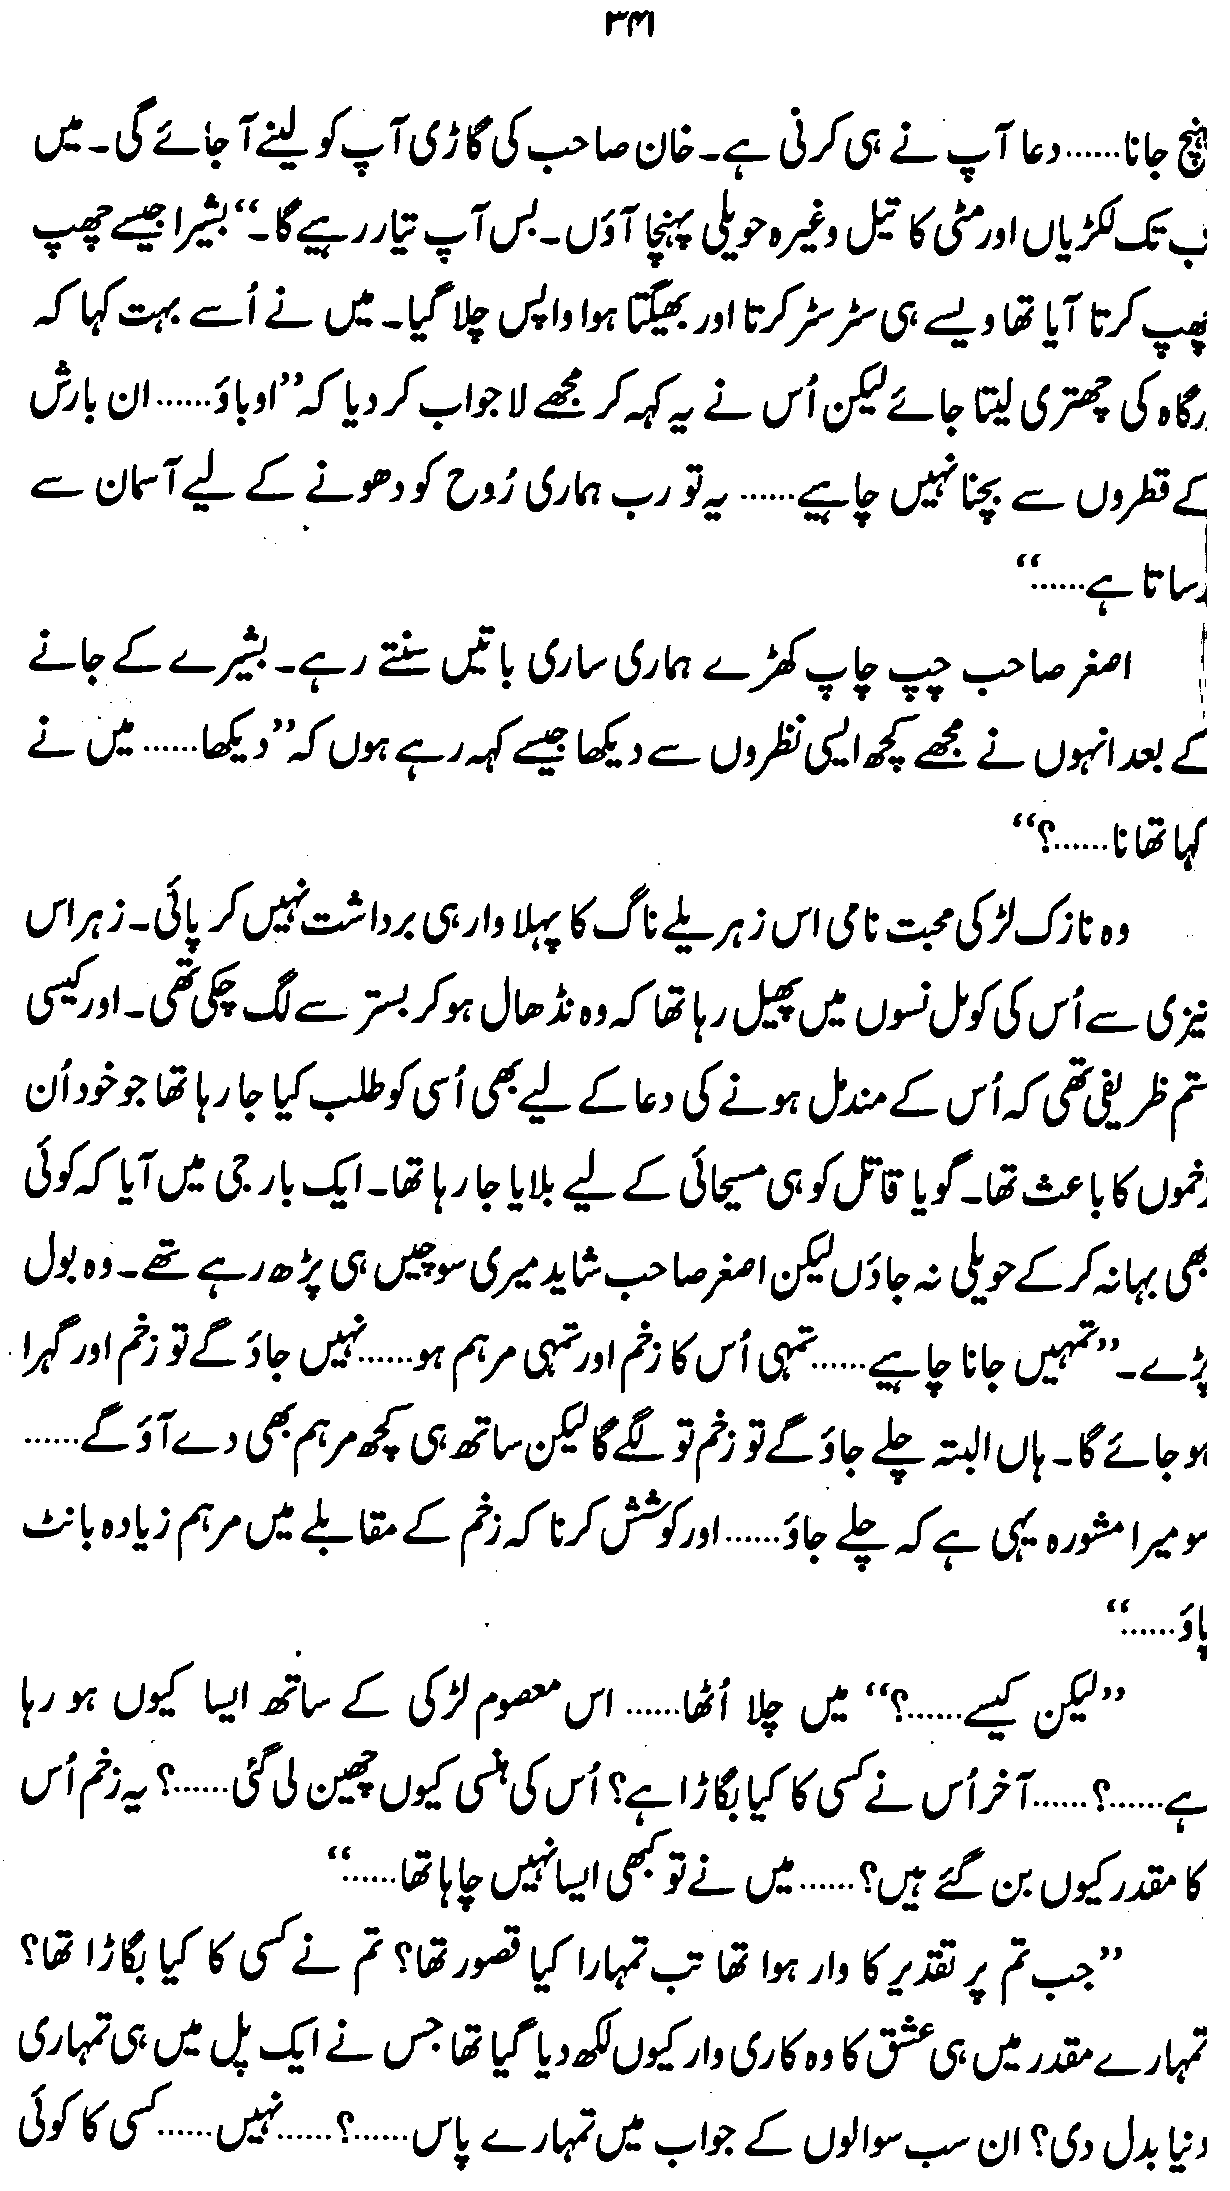 ۳۴۱
پہنچ جانا......دعا آپ نے ہی کرنی ہے۔ خان صاحب کی گاڑی آپ کو لینے آ جائے گی۔ میں
تب تک لکڑیاں اور مٹی کا تیل وغیرہ حویلی پہنچا آؤں۔ بس آپ تیار رہیے گا۔“ بشیرا جیسے چھپ
چھپ کرتا آیا تھا ویسے ہی سٹر سٹر کرتا اور بھیگتا ہوا واپس چلا گیا۔ میں نے اُسے بہت کہا کہ
درگاہ کی چھتری لیتا جائے لیکن اُس نے یہ کہہ کر مجھے لاجواب کر دیا کہ ”او باؤ......ان بارش
کے قطروں سے بچنا نہیں چاہیے...... یہ تو رب ہماری رُوح کو دھونے کے لیے آسمان سے
برساتا ہے......“
اصغر صاحب چپ چاپ کھڑے ہماری ساری باتیں سنتے رہے۔ بشیرے کے جانے
کے بعد انہوں نے مجھے کچھ ایسی نظروں سے دیکھا جیسے کہہ رہے ہوں کہ ”دیکھا......میں نے
کہا تھا نا......؟“
وہ نازک لڑکی محبت نامی اس زہریلے ناگ کا پہلا وار ہی برداشت نہیں کر پائی۔ زہر اس
تیزی سے اُس کی کومل نسوں میں پھیل رہا تھا کہ وہ نڈھال ہو کر بستر سے لگ چکی تھی۔ اور کیسی
ستم ظریفی تھی کہ اُس کے مندمل ہونے کی دعا کے لیے بھی اُسی کو طلب کیا جا رہا تھا جو خود اُن
زخموں کا باعث تھا۔ گویا قاتل کو ہی مسیحائی کے لیے بلایا جا رہا تھا۔ ایک بار جی میں آیا کہ کوئی
بھی بہانہ کر کے حویلی نہ جاؤں لیکن اصغر صاحب شاید میری سوچیں ہی پڑھ رہے تھے۔ وہ بول
پڑے۔ ”تمہیں جانا چاہیے......تمہی اُس کا زخم اور تمہی مرہم ہو......نہیں جاؤ گے تو زخم اور گہرا
ہو جائے گا۔ ہاں البتہ چلے جاؤ گے تو زخم تو لگے گا لیکن ساتھ ہی کچھ مرہم بھی دے آؤ گے......
سو میرا مشورہ یہی ہے کہ چلے جاؤ......اور کوشش کرنا کہ زخم کے مقابلے میں مرہم زیادہ بانٹ
پاؤ......“
”لیکن کیسے......؟“ میں چلا اُٹھا...... اس معصوم لڑکی کے ساتھ ایسا کیوں ہو رہا
ہے......؟......آخر اُس نے کسی کا کیا بگاڑا ہے؟ اُس کی ہنسی کیوں چھین لی گئی......؟ یہ زخم اُس
کا مقدر کیوں بن گئے ہیں؟......میں نے تو کبھی ایسا نہیں چاہا تھا......“
”جب تم پر تقدیر کا وار ہوا تھا تب تمہارا کیا قصور تھا؟ تم نے کسی کا کیا بگاڑا تھا؟
تمہارے مقدر میں ہی عشق کا وہ کاری وار کیوں لکھ دیا گیا تھا جس نے ایک پل میں ہی تمہاری
دنیا بدل دی؟ ان سب سوالوں کے جواب میں تمہارے پاس......؟......نہیں......کسی کا کوئی